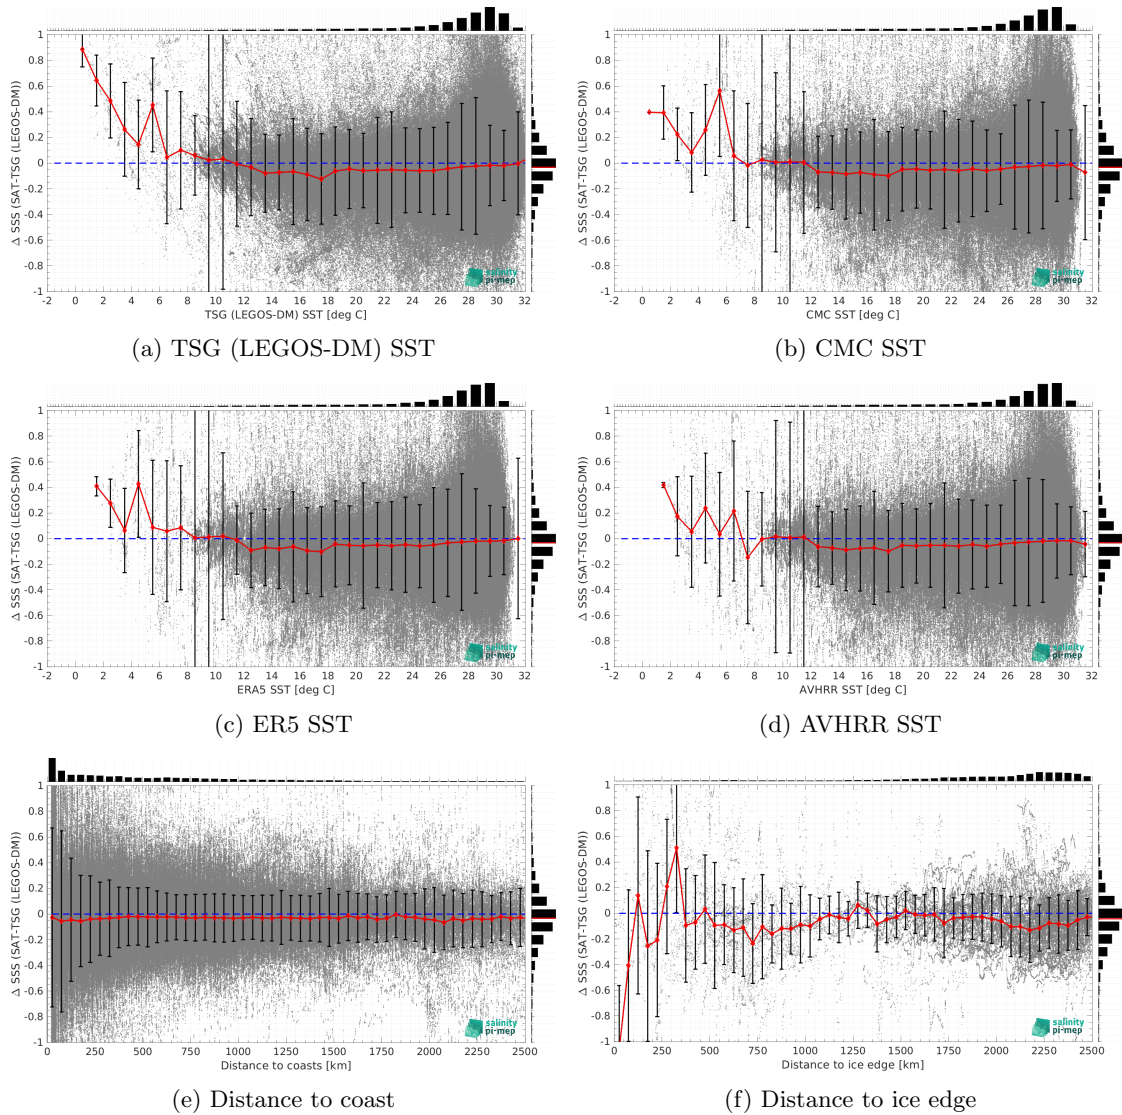 Δ SSS (SAT-TSG (LEGOS-DM))
1
0.8
0.6
0.4
0.2
0
-0.2
-0.4
-0.6
-0.8
-1
-2 0 2 4 6 8 10 12 14 16 18 20 22 24 26 28 30 32
TSG (LEGOS-DM) SST [deg C]
salinity
pi-mep
(a) TSG (LEGOS-DM) SST
Δ SSS (SAT-TSG (LEGOS-DM))
1
0.8
0.6
0.4
0.2
0
-0.2
-0.4
-0.6
-0.8
-1
-2 0 2 4 6 8 10 12 14 16 18 20 22 24 26 28 30 32
CMC SST [deg C]
salinity
pi-mep
(b) CMC SST
Δ SSS (SAT-TSG (LEGOS-DM))
1
0.8
0.6
0.4
0.2
0
-0.2
-0.4
-0.6
-0.8
-1
-2 0 2 4 6 8 10 12 14 16 18 20 22 24 26 28 30 32
ERA5 SST [deg C]
salinity
pi-mep
(c) ER5 SST
Δ SSS (SAT-TSG (LEGOS-DM))
1
0.8
0.6
0.4
0.2
0
-0.2
-0.4
-0.6
-0.8
-1
-2 0 2 4 6 8 10 12 14 16 18 20 22 24 26 28 30 32
AVHRR SST [deg C]
salinity
pi-mep
(d) AVHRR SST
Δ SSS (SAT-TSG (LEGOS-DM))
1
0.8
0.6
0.4
0.2
0
-0.2
-0.4
-0.6
-0.8
-1
0 250 500 750 1000 1250 1500 1750 2000 2250 2500
Distance to coasts [km]
salinity
pi-mep
(e) Distance to coast
Δ SSS (SAT-TSG (LEGOS-DM))
1
0.8
0.6
0.4
0.2
0
-0.2
-0.4
-0.6
-0.8
-1
0 250 500 750 1000 1250 1500 1750 2000 2250 2500
Distance to ice edge [km]
salinity
pi-mep
(f) Distance to ice edge